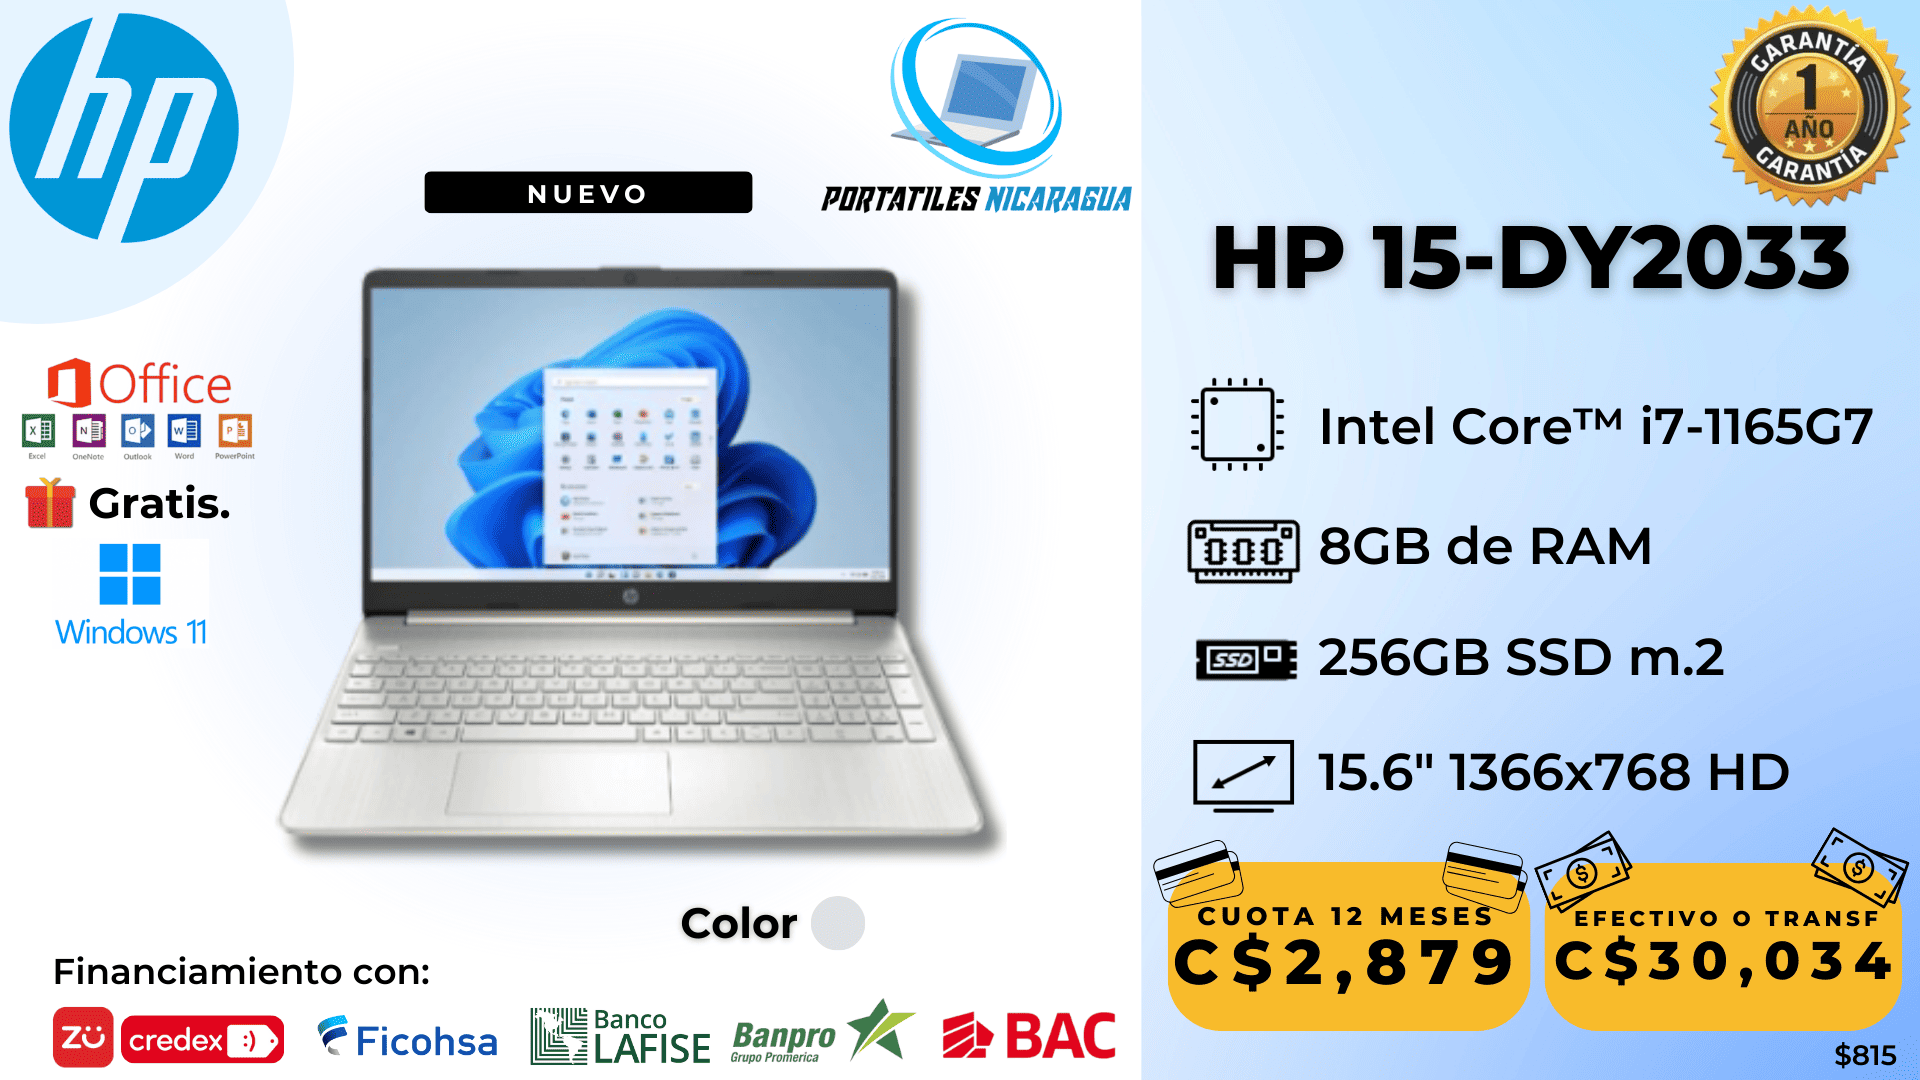 hp
NUEVO
PORTATILES NICARAGUA
GARANTÍA
1
AÑO
GARANTÍA
HP 15-DY2033
Office
Excel
OneNote
Outlook
Word
PowerPoint
Gratis.
Windows 11
Intel Core™ i7-1165G7
8GB de RAM
SSD
256GB SSD m.2
15.6" 1366x768 HD
Color
Financiamiento con:
zū
credex :)
Ficohsa
Banco
LAFISE
Banpro
Grupo Promerica
BAC
CUOTA 12 MESES
C$2,879
EFECTIVO O TRANSF
C$30,034
$815